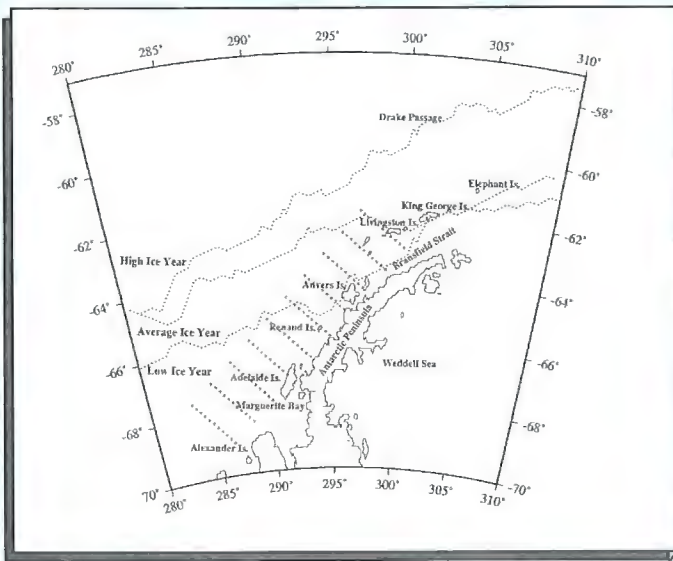 280°
285°
290°
295°
300°
305°
310°
-58°
-58°
Drake Passage
-60°
-60°
Elephant Is.
King George Is.
Livingston Is.
-62°
-62°
Bransfield Strait
High Ice Year
Anvers Is.
-64°
-64°
Average Ice Year
Renaud Is.
Antarctic Peninsula
Weddell Sea
-66°
-66°
Low Ice Year
Adelaide Is.
Marguerite Bay
-68°
-68°
Alexander Is.
70°
-70°
280°
285°
290°
295°
300°
305°
310°